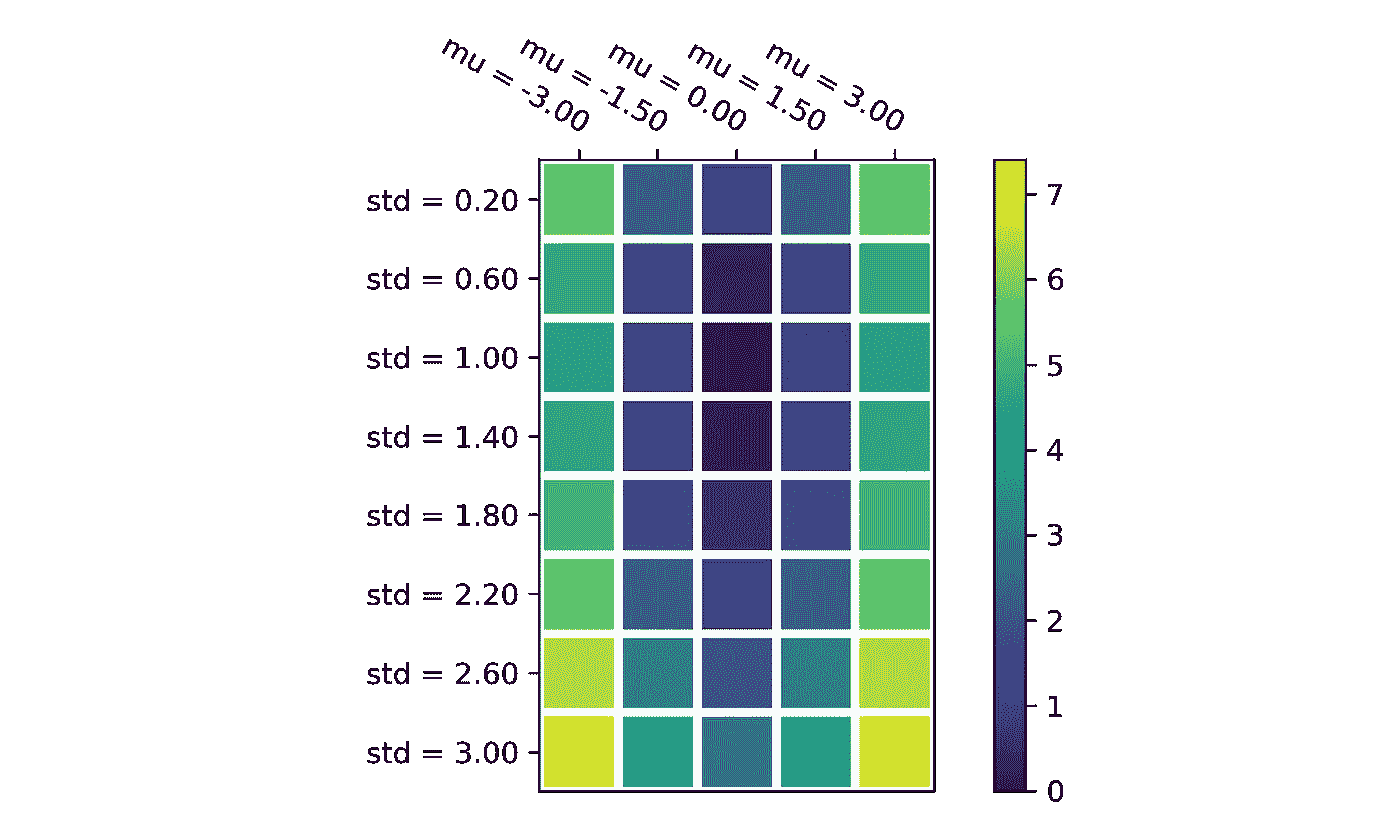 mu = -3.00
mu = -1.50
mu = 0.00
mu = 1.50
mu = 3.00
std = 0.20
std = 0.60
std = 1.00
std = 1.40
std = 1.80
std = 2.20
std = 2.60
std = 3.00
7
6
5
4
3
2
1
0